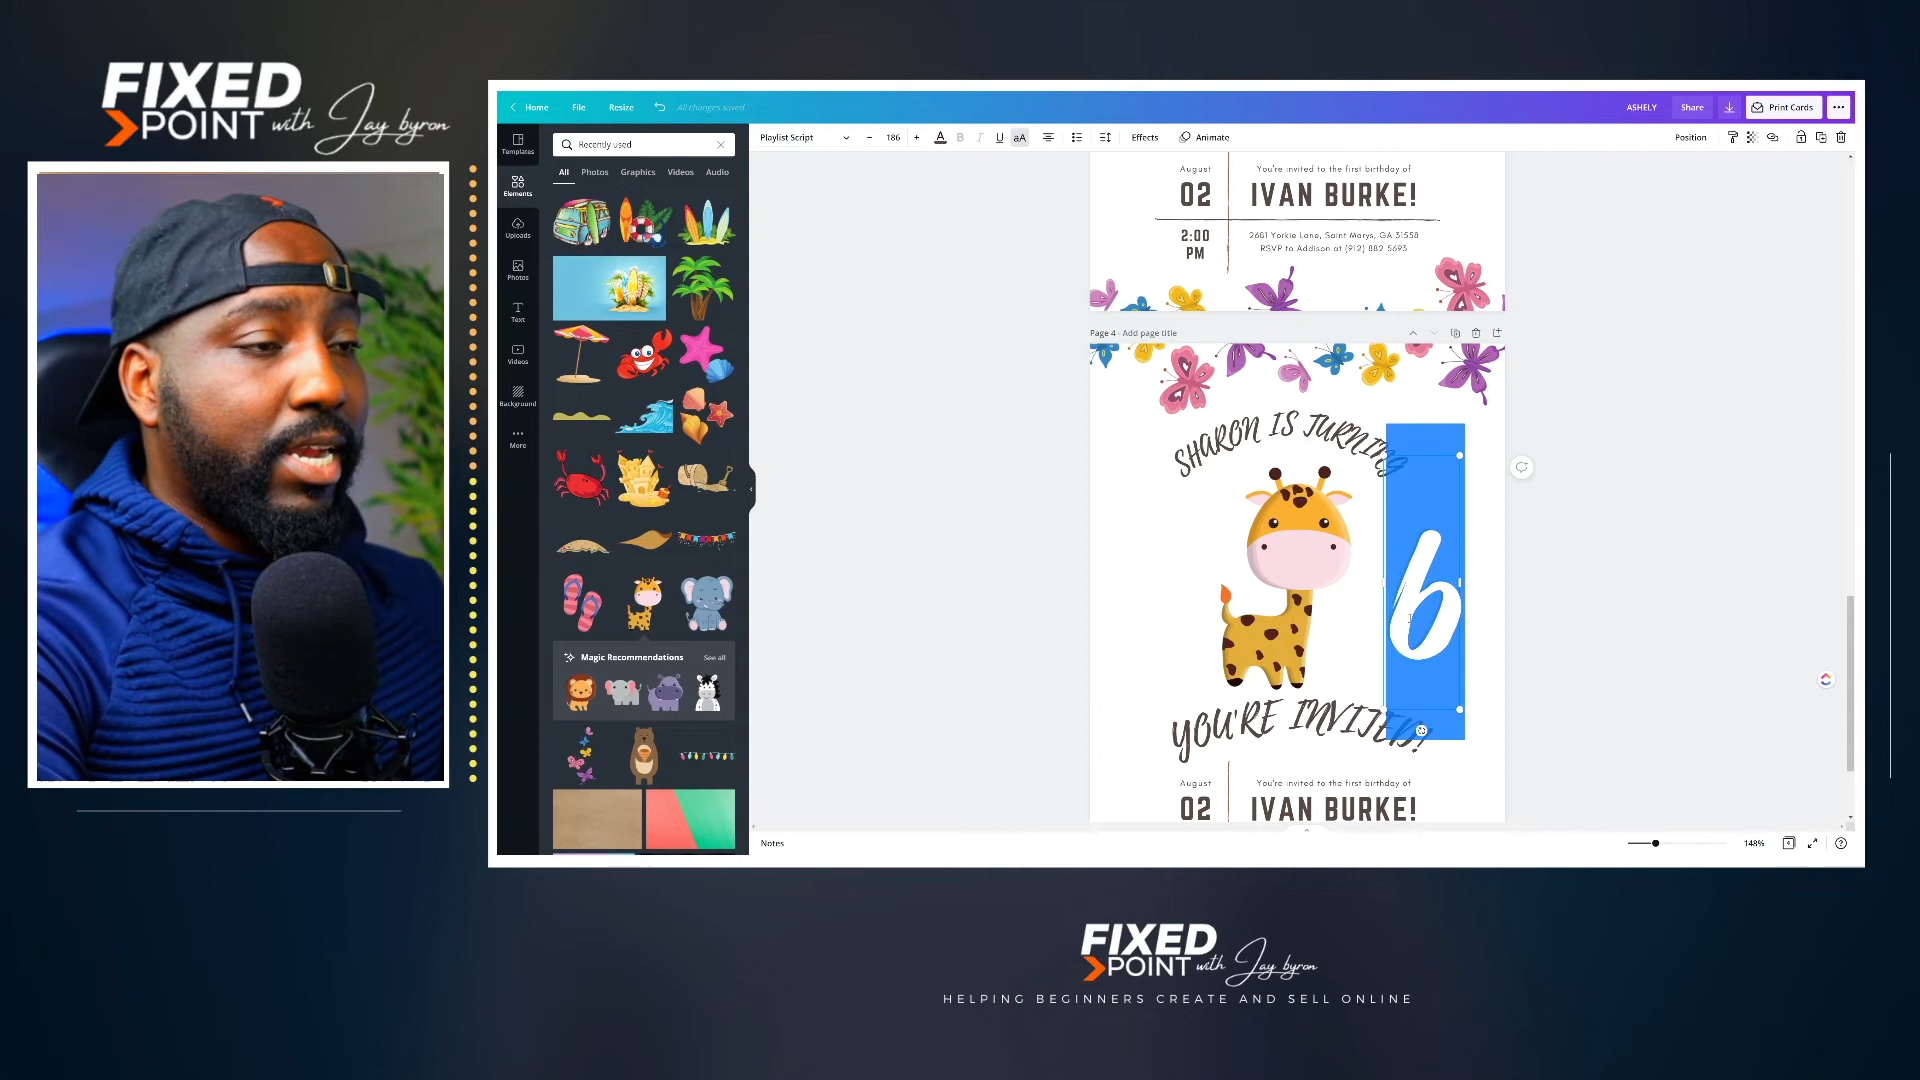 FIXED
POINT with Jay byron
Home File Resize All changes saved ASHELY Share Print Cards
Templates
Elements
Uploads
Photos
Text
Videos
Background
More
Recently used
All Photos Graphics Videos Audio
Magic Recommendations See all
Playlist Script 186 Effects Animate Position
August
You're invited to the first birthday of
02
IVAN BURKE!
2:00
PM
2681 Yorkie Lane, Saint Marys, GA 31558
RSVP to Addison at (912) 882 5693
Page 4 - Add page title
SHARON IS TURNING
6
YOU'RE INVITED!
August
You're invited to the first birthday of
02
IVAN BURKE!
Notes
148%
FIXED
POINT with Jay byron
HELPING BEGINNERS CREATE AND SELL ONLINE